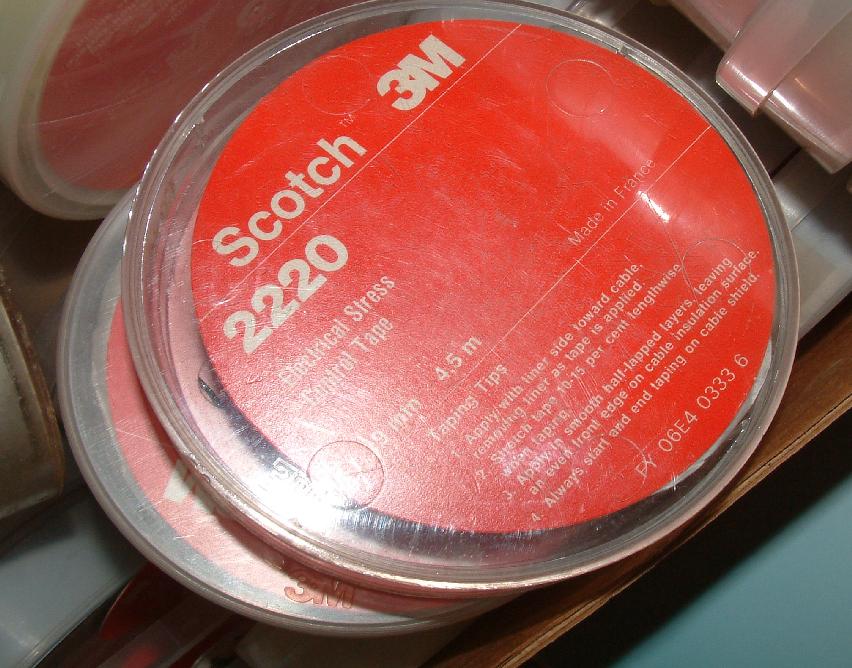 3M
Scotch™
2220
Electrical Stress
Control Tape
19 mm 4.5 m
Made in France
Taping Tips
1. Apply with liner side toward cable,
removing liner as tape is applied.
2. Stretch tape 10-15 per cent lengthwise
when taping.
3. Apply in smooth half-lapped layers, leaving
an even front edge on cable insulation surface.
4. Always start and end taping on cable shield.
FY 06E4 0333 6
3M